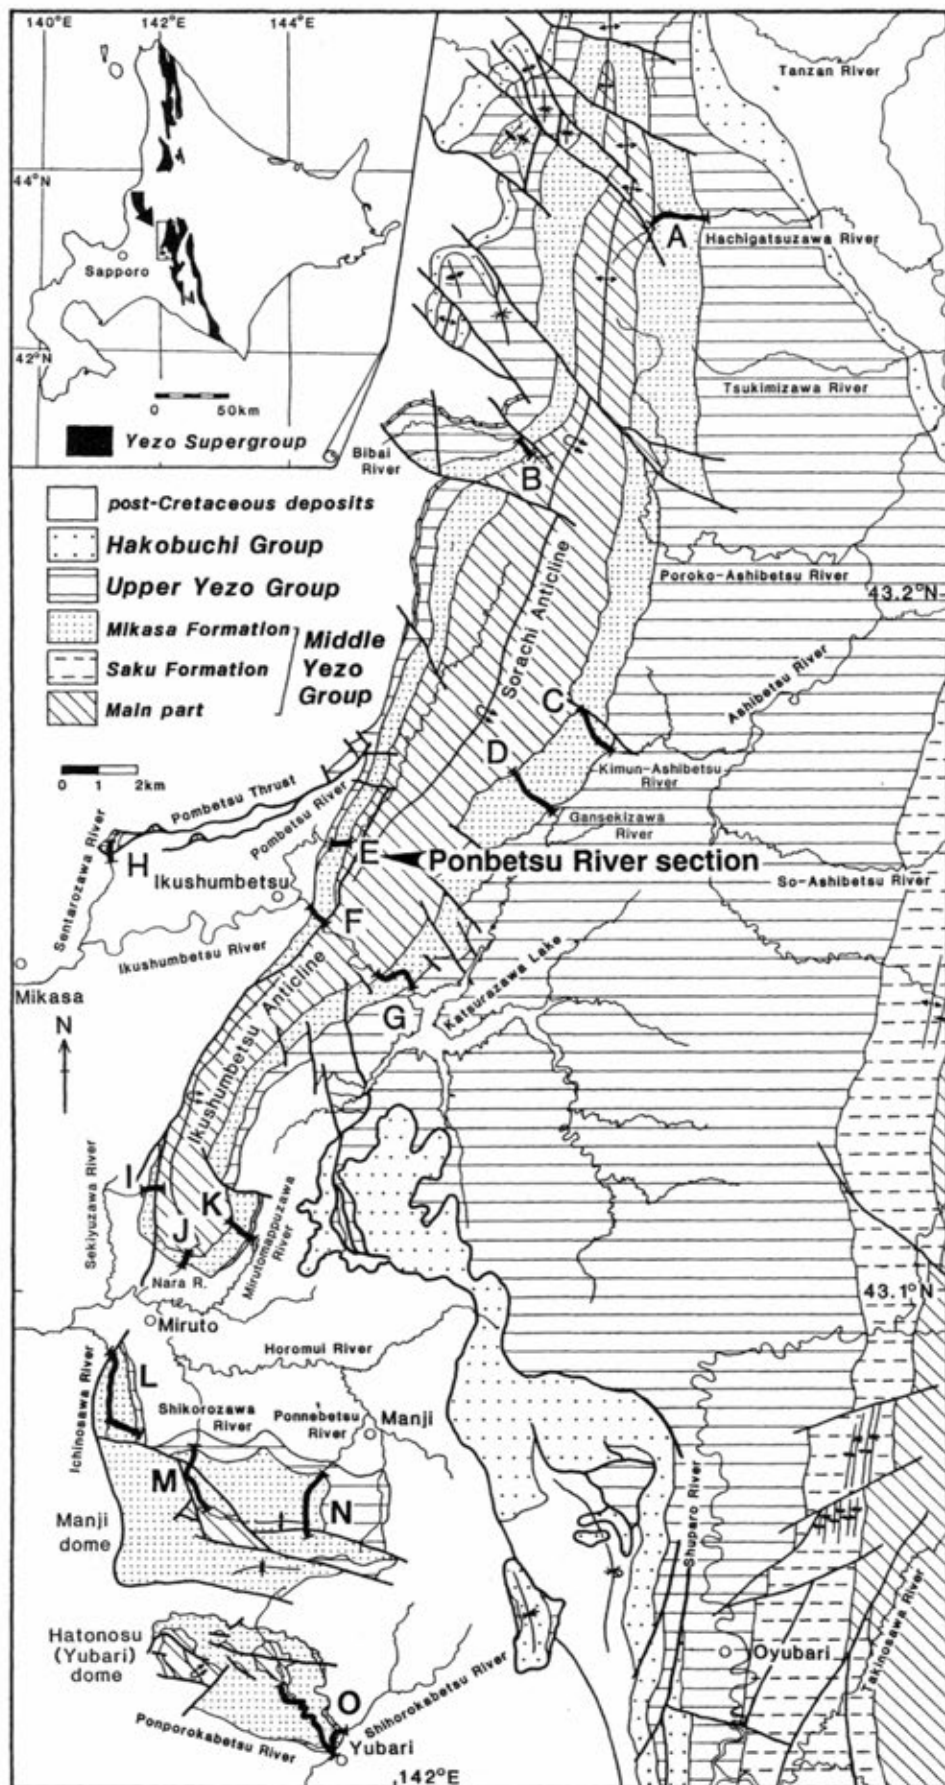 140°E
142°E
144°E
44°N
Sapporo
42°N
0 50km
Yezo Supergroup
post-Cretaceous deposits
Hakobuchi Group
Upper Yezo Group
Mikasa Formation
Saku Formation
Main part
Middle
Yezo
Group
0 1 2km
Tanzan River
A
Hachigatsuzawa River
Tsukimizawa River
Bibai
River
B
Poroko-Ashibetsu River
43.2°N
Sorachi Anticline
Ashibetsu River
C
Kimun-Ashibetsu
River
D
Gansekizawa
River
Pombetsu Thrust
Pombetsu River
Sentarozawa River
H
E
Ponbetsu River section
Ikushumbetsu
So-Ashibetsu River
F
Ikushumbetsu River
Mikasa
N
Ikushumbetsu Anticline
G
Katsurazawa Lake
Sekiyuzawa River
I
K
J
Mirutomappuzawa
River
Nara R.
43.1°N
Miruto
Horomui River
Ichinosawa River
L
Shikorozawa
River
Ponnebetsu
River
Manji
M
N
Manji
dome
Shuparo River
Hatonosu
(Yubari)
dome
O
Oyubari
Takinosawa River
Shihorokabetsu River
Ponporokabetsu River
Yubari
142°E